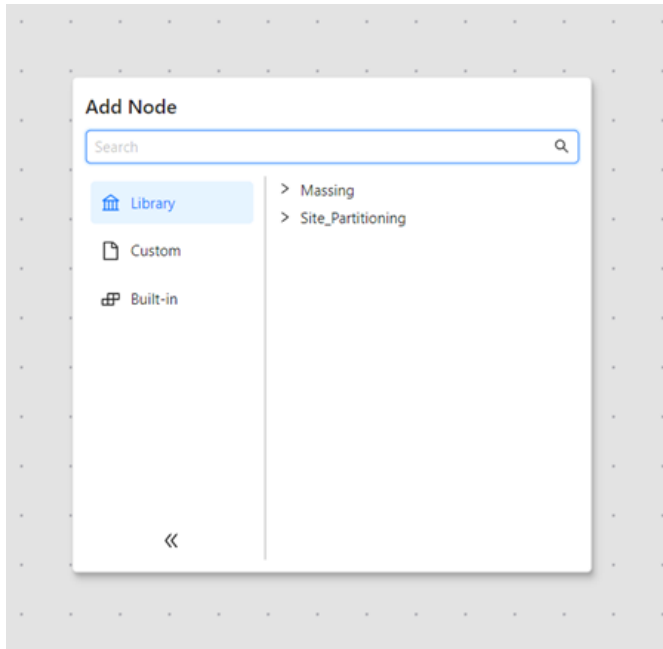 Add Node
Search
Library
Custom
Built-in
Massing
Site_Partitioning